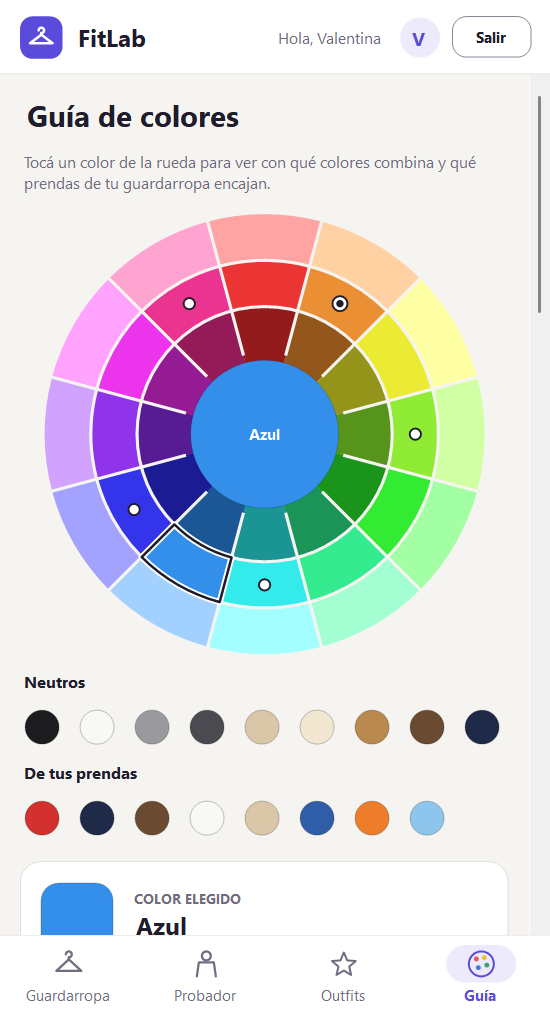 FitLab
Hola, Valentina
V
Salir
Guía de colores
Tocá un color de la rueda para ver con qué colores combina y qué
prendas de tu guardarropa encajan.
Azul
Neutros
De tus prendas
COLOR ELEGIDO
Azul
Guardarropa
Probador
Outfits
Guía